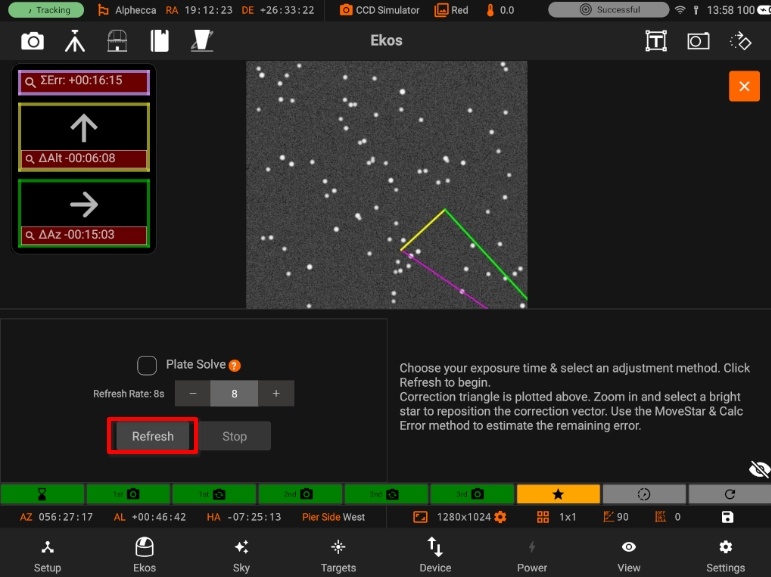 Tracking Alphecca RA 19:12:23 DE +26:33:22 CCD Simulator Red 0.0 Successful 13:58 100
Ekos
ΣErr: +00:16:15
ΔAlt -00:06:08
ΔAz -00:15:03
Plate Solve ?
Refresh Rate: 8s − 8 +
Refresh Stop
Choose your exposure time & select an adjustment method. Click
Refresh to begin.
Correction triangle is plotted above. Zoom in and select a bright
star to reposition the correction vector. Use the MoveStar & Calc
Error method to estimate the remaining error.
1st 1st 2nd 2nd 3rd
AZ 056:27:17 AL +00:46:42 HA -07:25:13 Pier Side West 1280x1024 1x1 90 0
Setup Ekos Sky Targets Device Power View Settings